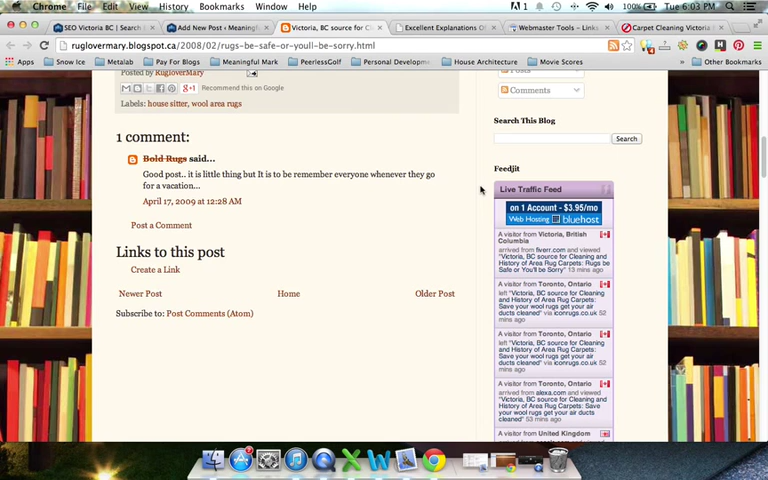 Chrome File Edit View History Bookmarks Window Help
1 100% Tue 6:03 PM
SEO Victoria BC | Search E
Add New Post ‹ Meaningf
Victoria, BC source for Cle
Excellent Explanations Of
Webmaster Tools - Links
Carpet Cleaning Victoria
ruglovermary.blogspot.ca/2008/02/rugs-be-safe-or-youll-be-sorry.html
Apps Snow Ice Metalab Pay For Blogs Meaningful Mark PeerlessGolf Personal Developme House Architecture Movie Scores Other Bookmarks
Posted by RugloverMary
g+1 Recommend this on Google
Labels: house sitter, wool area rugs
1 comment:
Bold Rugs said...
Good post.. it is little thing but It is to be remember everyone whenever they go
for a vacation...
April 17, 2009 at 12:28 AM
Post a Comment
Links to this post
Create a Link
Newer Post Home Older Post
Subscribe to: Post Comments (Atom)
Posts
Comments
Search This Blog
Search
Feedjit
Live Traffic Feed
on 1 Account - $3.95/mo
Web Hosting bluehost
A visitor from Victoria, British
Columbia
arrived from fiverr.com and viewed
"Victoria, BC source for Cleaning
and History of Area Rug Carpets: Rugs be
Safe or You'll be Sorry" 13 mins ago
A visitor from Toronto, Ontario
left "Victoria, BC source for Cleaning
and History of Area Rug Carpets:
Save your wool rugs get your air
ducts cleaned" via iconrugs.co.uk 52
mins ago
A visitor from Toronto, Ontario
left "Victoria, BC source for Cleaning
and History of Area Rug Carpets:
Save your wool rugs get your air
ducts cleaned" via iconrugs.co.uk 52
mins ago
A visitor from Toronto, Ontario
arrived from alexa.com and viewed
"Victoria, BC source for Cleaning and
History of Area Rug Carpets: Save
your wool rugs get your air ducts
cleaned" 52 mins ago
A visitor from United Kingdom